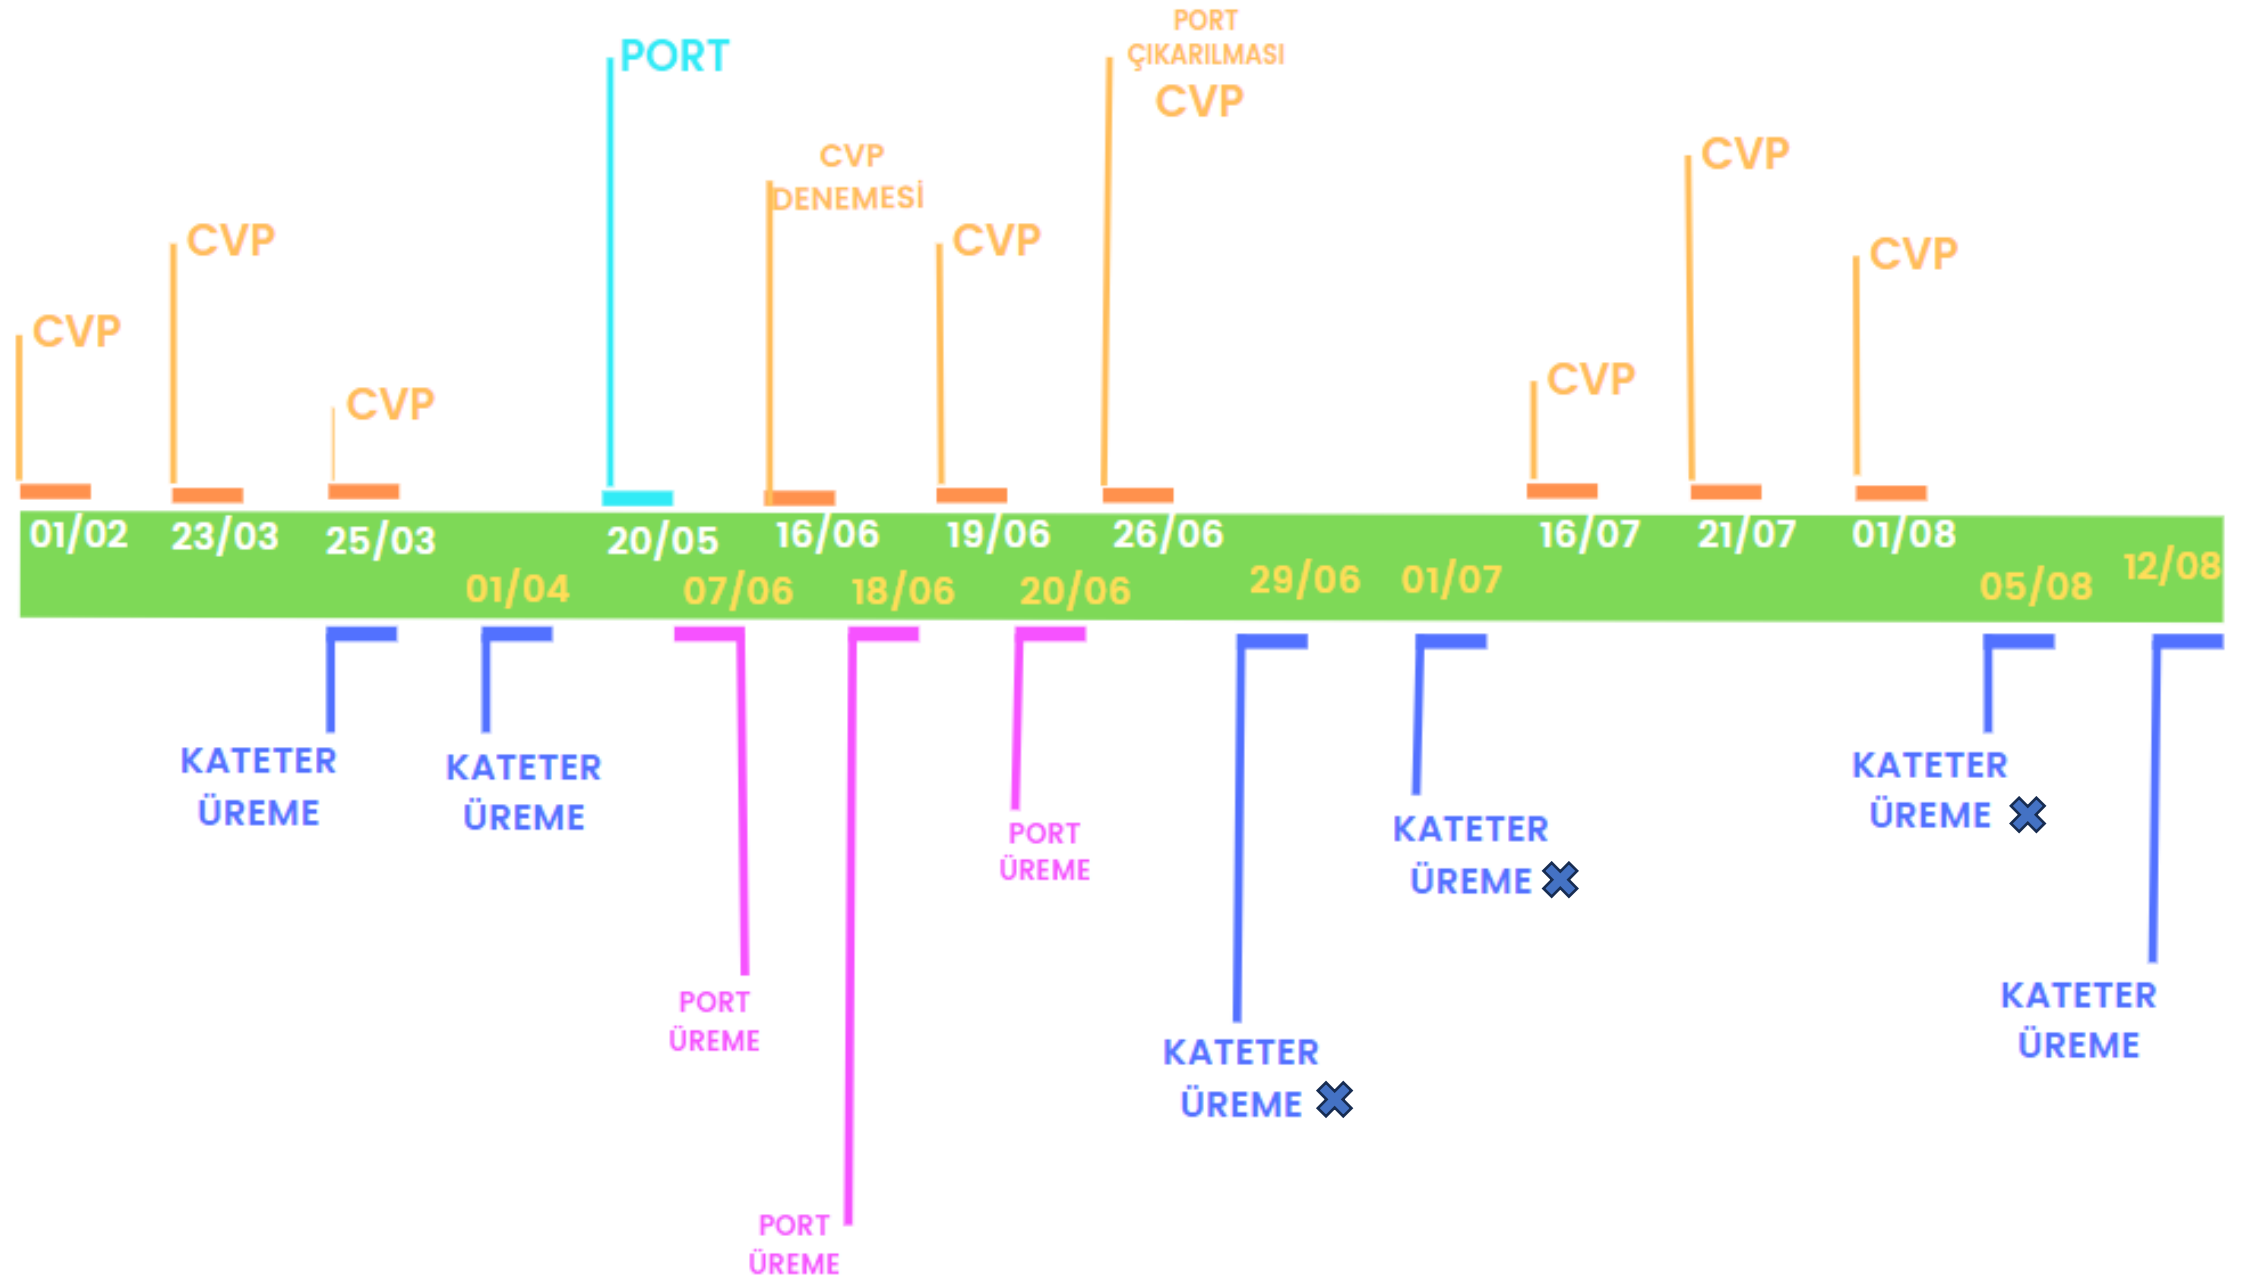 PORT
ÇIKARILMASI
CVP
PORT
CVP
DENEMESİ
CVP
CVP
CVP
CVP
CVP
CVP
CVP
01/02
23/03
25/03
20/05
16/06
19/06
26/06
16/07
21/07
01/08
01/04
07/06
18/06
20/06
29/06
01/07
05/08
12/08
KATETER
ÜREME
KATETER
ÜREME
PORT
ÜREME
PORT
ÜREME
PORT
ÜREME
KATETER
ÜREME
KATETER
ÜREME
KATETER
ÜREME
KATETER
ÜREME